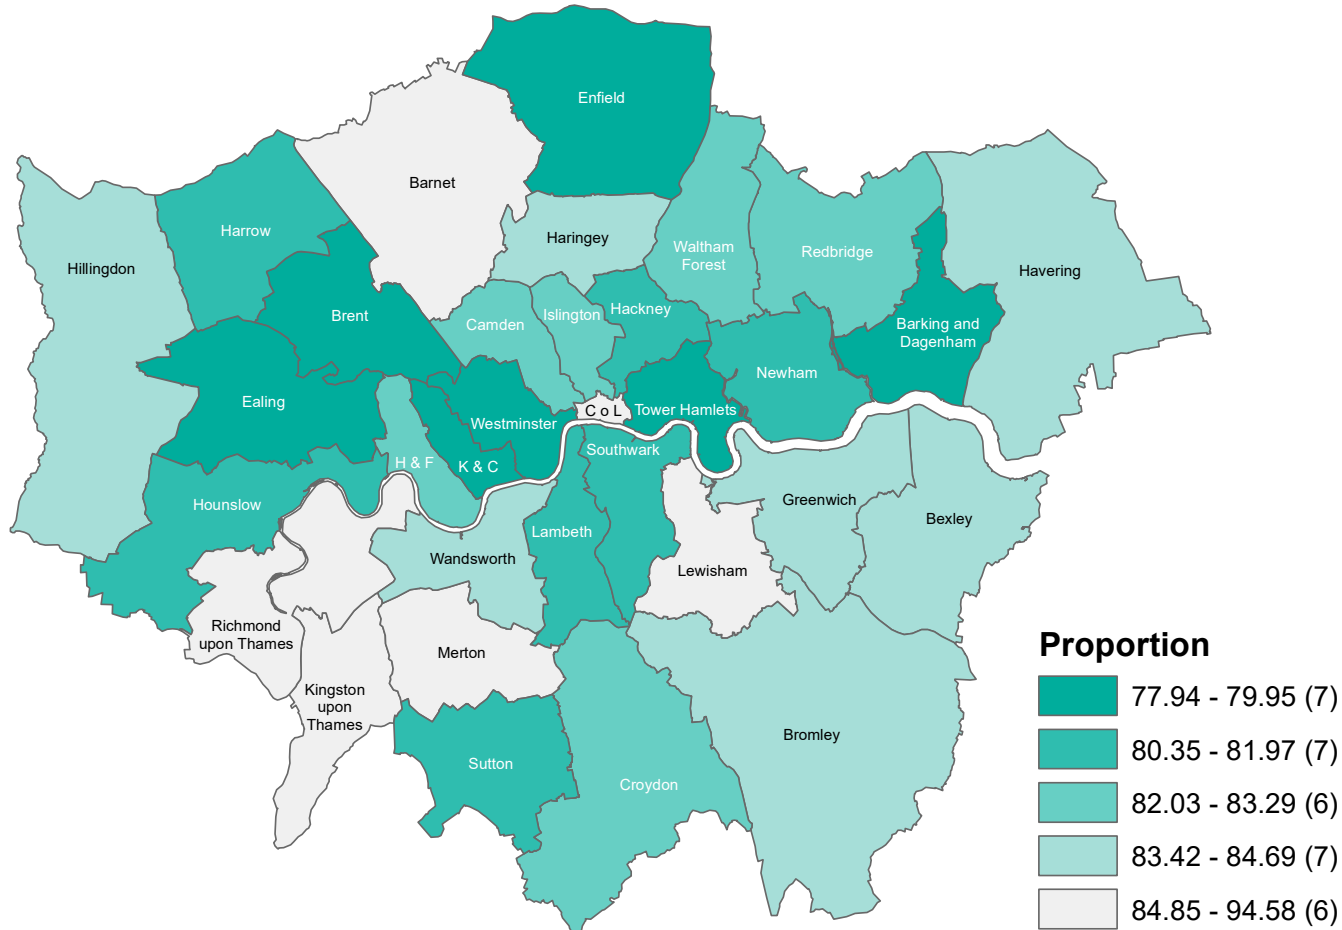 Enfield
Barnet
Harrow
Haringey
Waltham
Forest
Redbridge
Hillingdon
Havering
Brent
Camden
Islington
Hackney
Barking and
Dagenham
Newham
Ealing
Westminster
C o L
Tower Hamlets
H & F
K & C
Southwark
Hounslow
Greenwich
Bexley
Lambeth
Wandsworth
Lewisham
Richmond
upon Thames
Merton
Kingston
upon
Thames
Bromley
Sutton
Croydon
Proportion
77.94 - 79.95 (7)
80.35 - 81.97 (7)
82.03 - 83.29 (6)
83.42 - 84.69 (7)
84.85 - 94.58 (6)